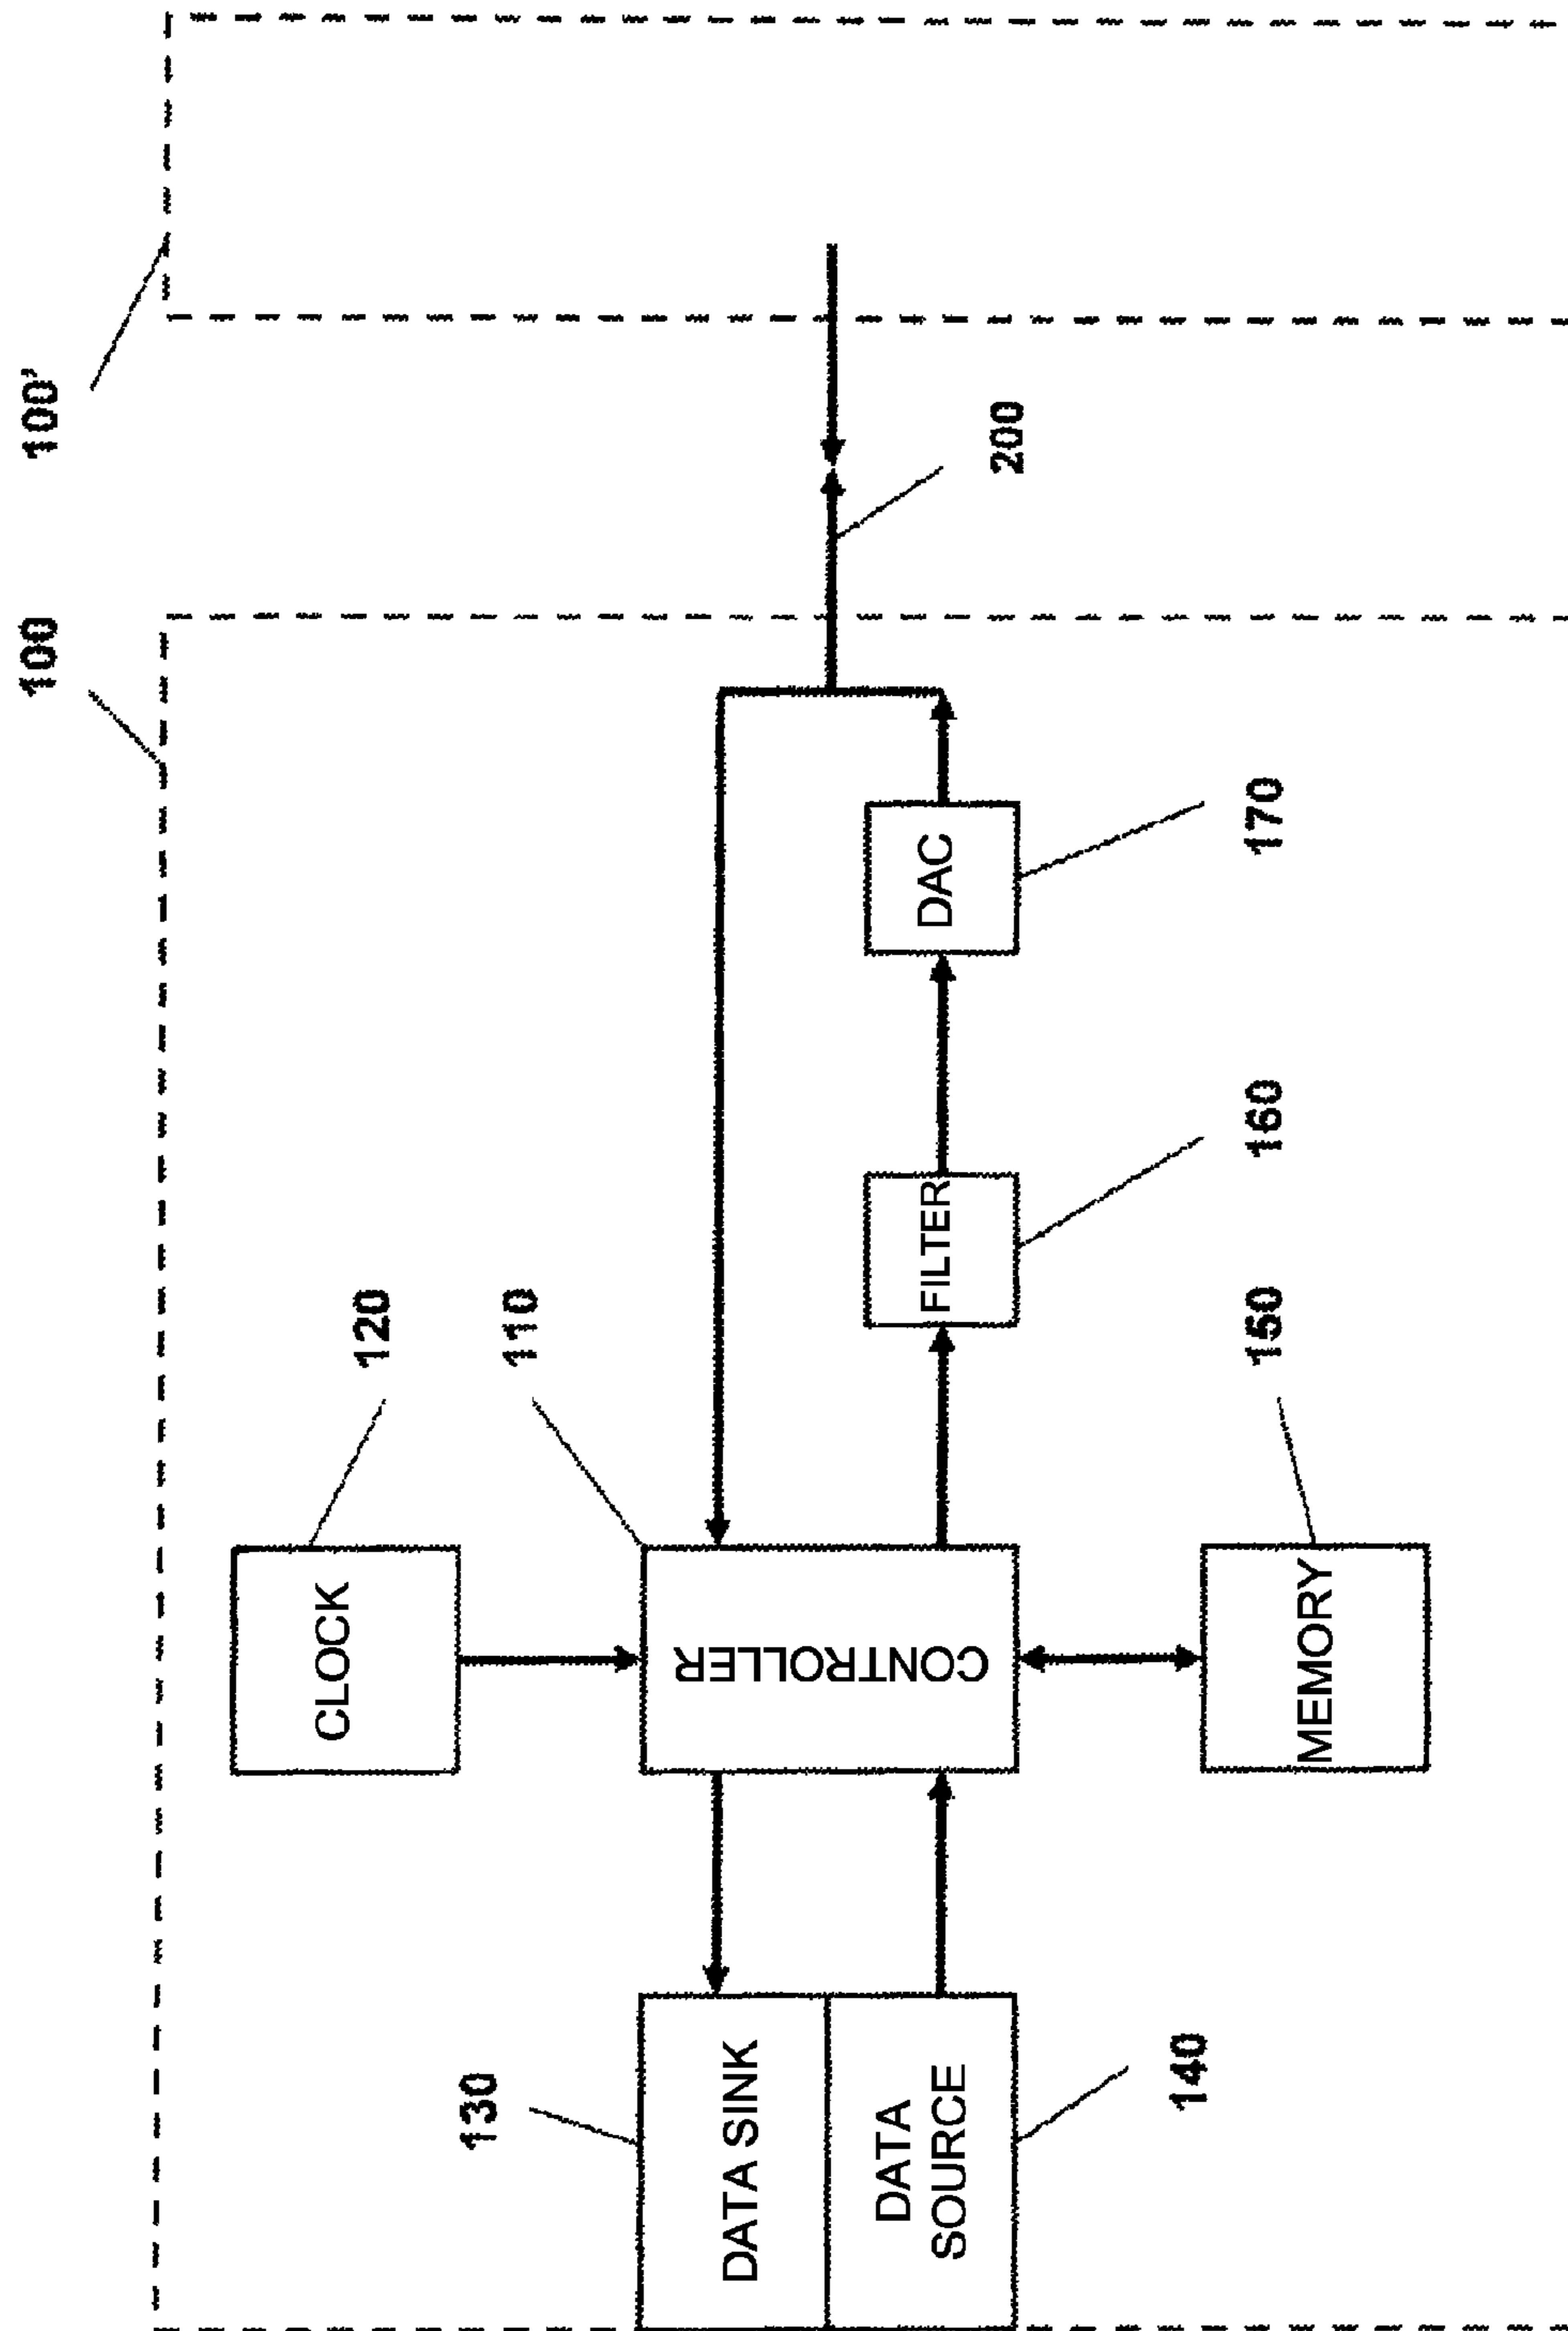 100
100'
120
CLOCK
110
CONTROLLER
130
DATA SINK
DATA
SOURCE
140
150
MEMORY
FILTER
160
DAC
170
200